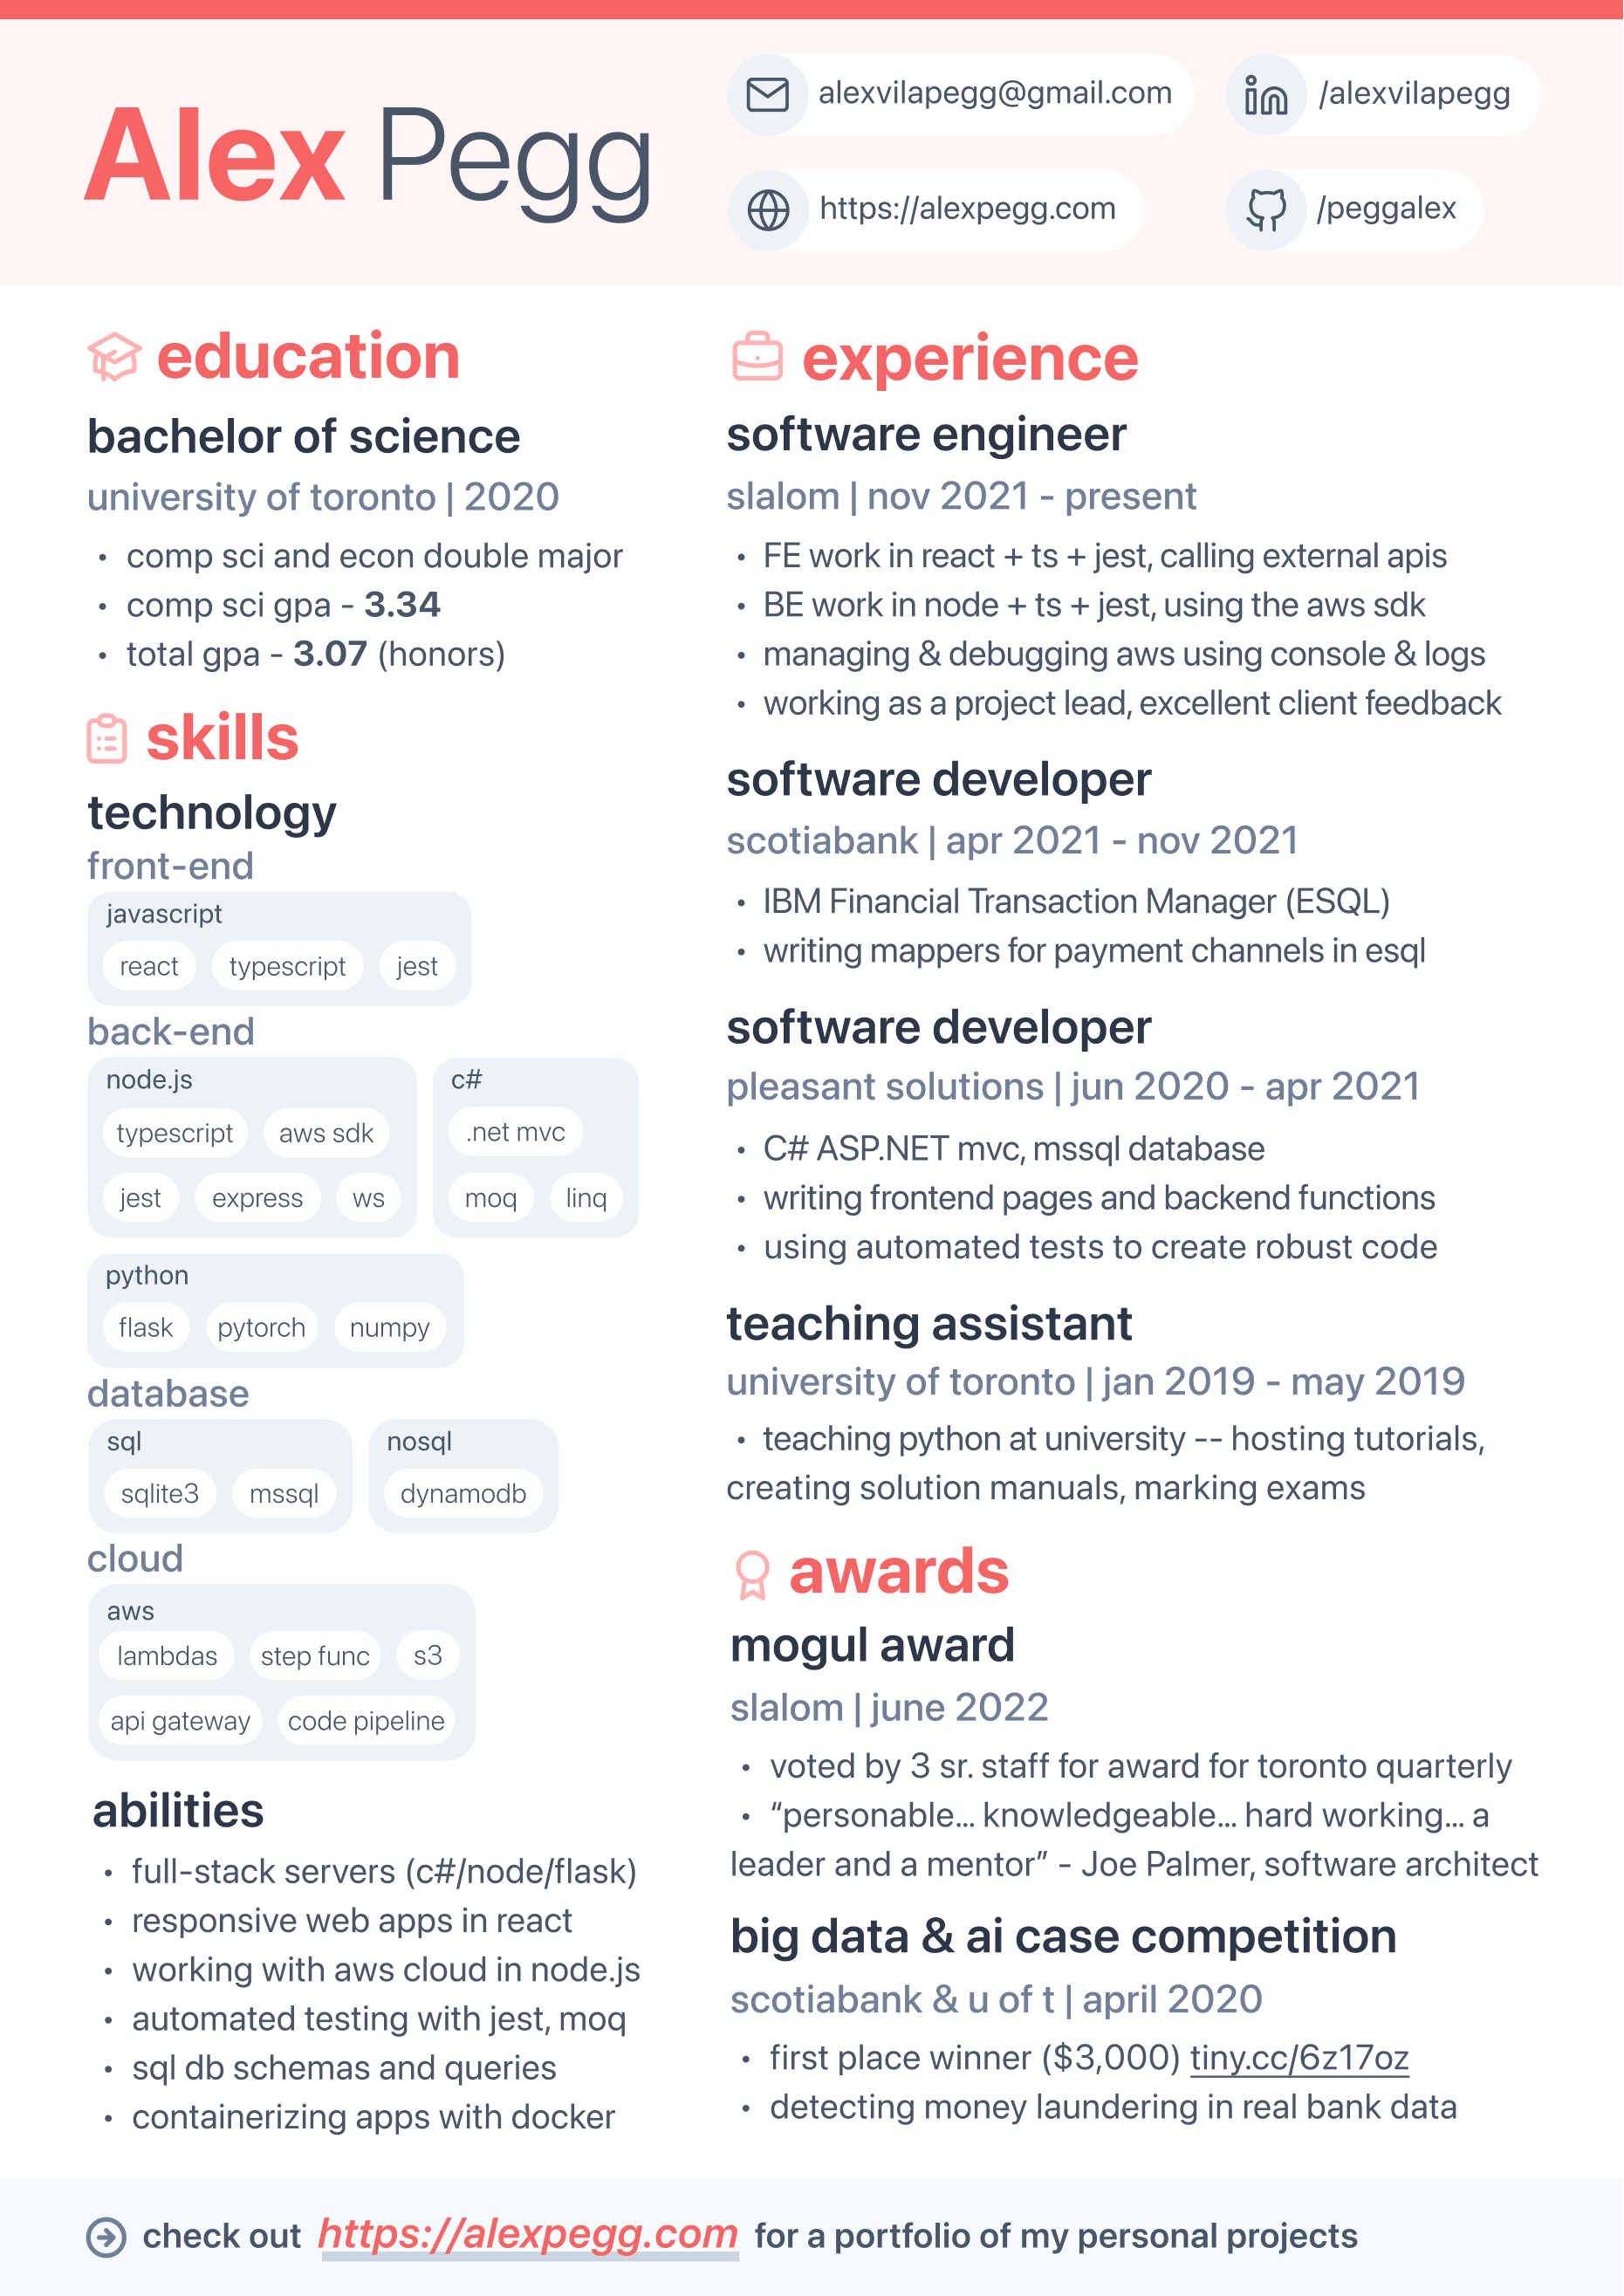 Alex Pegg
alexvilapegg@gmail.com
/alexvilapegg
https://alexpegg.com
/peggalex
education
bachelor of science
university of toronto | 2020
• comp sci and econ double major
• comp sci gpa - 3.34
• total gpa - 3.07 (honors)
skills
technology
front-end
javascript
react typescript jest
back-end
node.js
typescript aws sdk
jest express ws
c#
.net mvc
moq linq
python
flask pytorch numpy
database
sql
sqlite3 mssql
nosql
dynamodb
cloud
aws
lambdas step func s3
api gateway code pipeline
abilities
• full-stack servers (c#/node/flask)
• responsive web apps in react
• working with aws cloud in node.js
• automated testing with jest, moq
• sql db schemas and queries
• containerizing apps with docker
experience
software engineer
slalom | nov 2021 - present
• FE work in react + ts + jest, calling external apis
• BE work in node + ts + jest, using the aws sdk
• managing & debugging aws using console & logs
• working as a project lead, excellent client feedback
software developer
scotiabank | apr 2021 - nov 2021
• IBM Financial Transaction Manager (ESQL)
• writing mappers for payment channels in esql
software developer
pleasant solutions | jun 2020 - apr 2021
• C# ASP.NET mvc, mssql database
• writing frontend pages and backend functions
• using automated tests to create robust code
teaching assistant
university of toronto | jan 2019 - may 2019
• teaching python at university -- hosting tutorials,
creating solution manuals, marking exams
awards
mogul award
slalom | june 2022
• voted by 3 sr. staff for award for toronto quarterly
• “personable... knowledgeable... hard working... a
leader and a mentor” - Joe Palmer, software architect
big data & ai case competition
scotiabank & u of t | april 2020
• first place winner ($3,000) tiny.cc/6z17oz
• detecting money laundering in real bank data
check out https://alexpegg.com for a portfolio of my personal projects